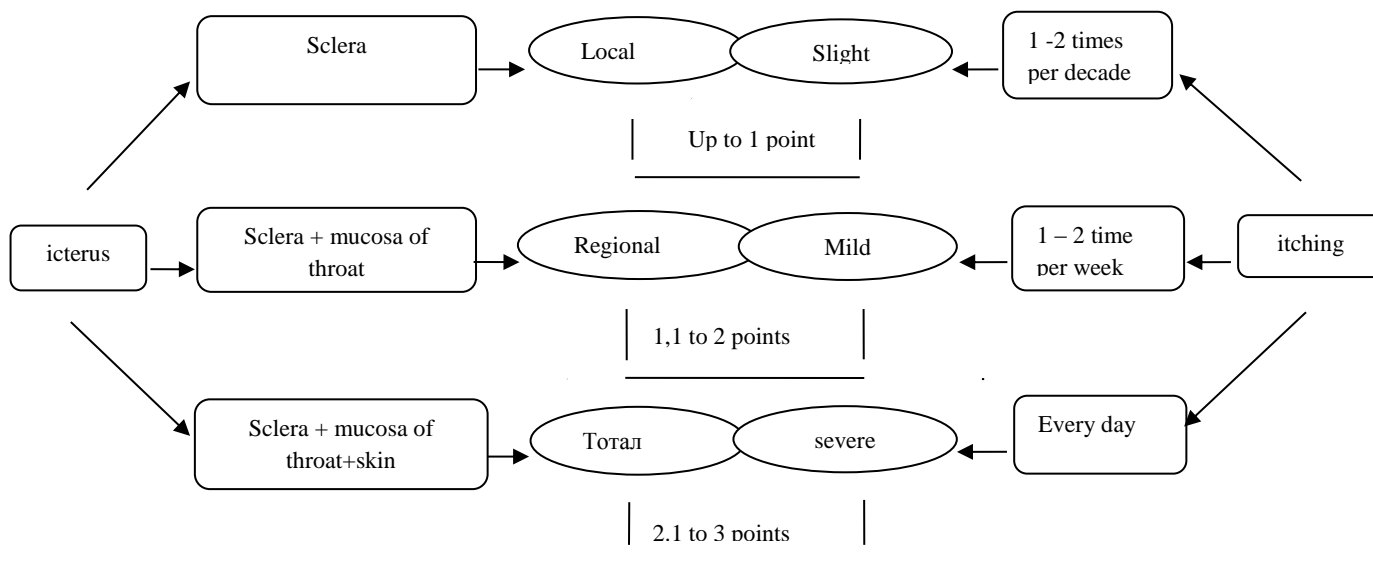 Sclera
Local
Slight
1 -2 times
per decade
Up to 1 point
icterus
Sclera + mucosa of
throat
Regional
Mild
1 – 2 time
per week
itching
1,1 to 2 points
Sclera + mucosa of
throat+skin
Тотал
severe
Every day
2.1 to 3 points